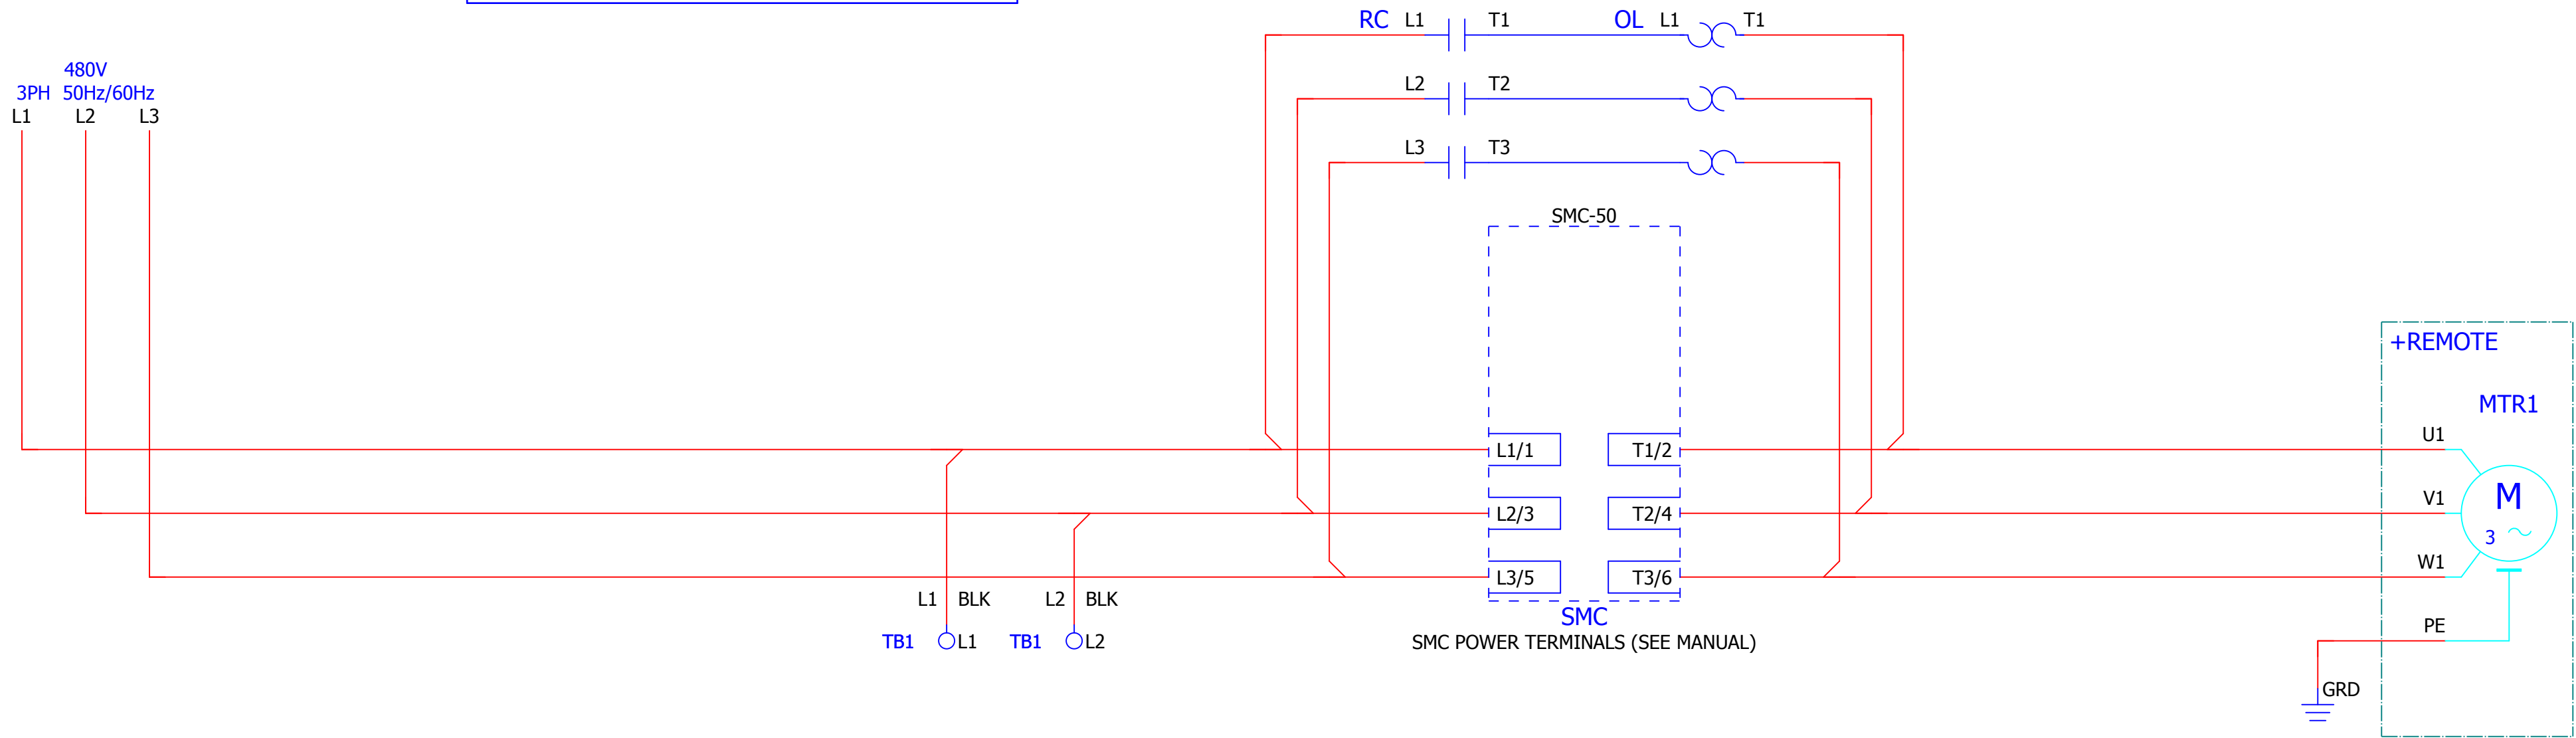 RC L1 T1 OL L1 T1
480V
3PH 50Hz/60Hz
L1 L2 L3
L2 T2
L3 T3
SMC-50
+REMOTE
MTR1
U1
L1/1 T1/2
V1
M
3
L2/3 T2/4
W1
L3/5 T3/6
L1 BLK L2 BLK
SMC
PE
TB1 L1 TB1 L2
SMC POWER TERMINALS (SEE MANUAL)
GRD